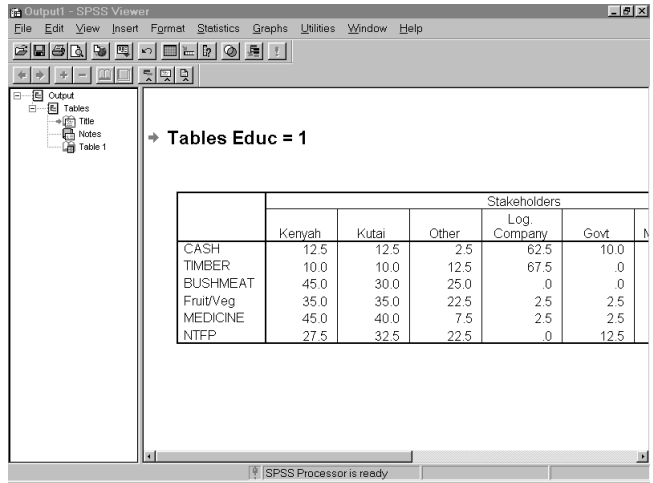 Output1 - SPSS Viewer
File Edit View Insert Format Statistics Graphs Utilities Window Help
Output
Tables
Title
Notes
Table 1
Tables Educ = 1
Stakeholders
Kenyah Kutai Other Log. Company Govt
CASH 12.5 12.5 2.5 62.5 10.0
TIMBER 10.0 10.0 12.5 67.5 .0
BUSHMEAT 45.0 30.0 25.0 .0 .0
Fruit/Veg 35.0 35.0 22.5 2.5 2.5
MEDICINE 45.0 40.0 7.5 2.5 2.5
NTFP 27.5 32.5 22.5 .0 12.5
SPSS Processor is ready